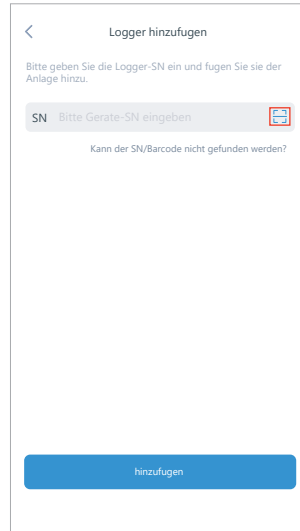 Logger hinzufugen
Bitte geben Sie die Logger-SN ein und fugen Sie sie der
Anlage hinzu.
SN Bitte Gerate-SN eingeben
Kann der SN/Barcode nicht gefunden werden?
hinzufugen